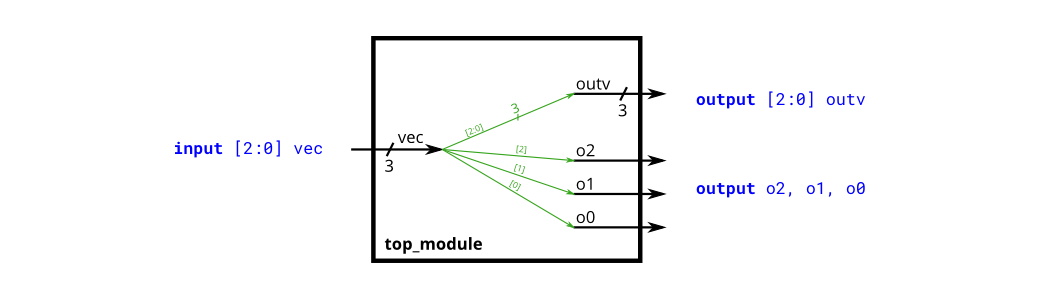 input [2:0] vec
3
vec
top_module
[2:0]
3
[2]
[1]
[0]
outv
3
o2
o1
o0
output [2:0] outv
output o2, o1, o0